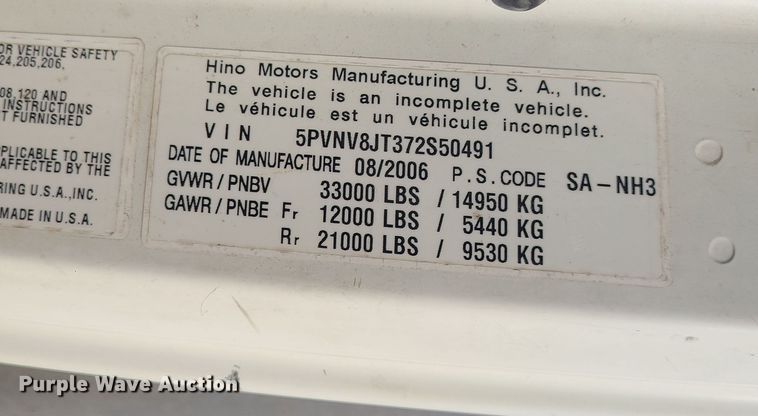 OR VEHICLE SAFETY
24,205,206.
08,120 AND
INSTRUCTIONS
T FURNISHED
PLICABLE TO THIS
AFFECTED BY THE
RING U.S.A.,INC.
MADE IN U.S.A.
Hino Motors Manufacturing U. S. A., Inc.
The vehicle is an incomplete vehicle.
Le véhicule est un véhicule incomplet.
VIN 5PVNV8JT372S50491
DATE OF MANUFACTURE 08/2006 P.S.CODE SA-NH3
GVWR/PNBV 33000 LBS / 14950 KG
GAWR/PNBE Fr 12000 LBS / 5440 KG
Rr 21000 LBS / 9530 KG
Purple Wave Auction